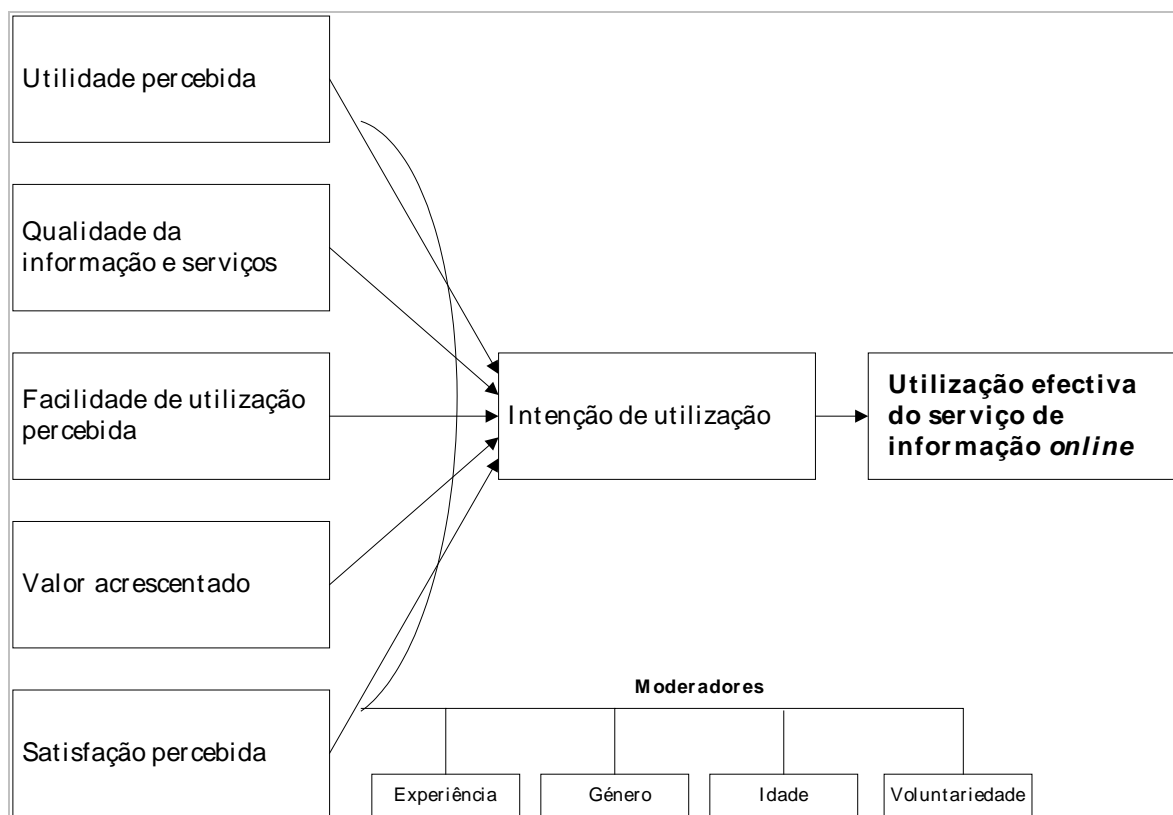 Utilidade percebida
Qualidade da
informação e serviços
Facilidade de utilização
percebida
Valor acrescentado
Satisfação percebida
Intenção de utilização
Utilização efectiva
do serviço de
informação online
Moderadores
Experiência
Género
Idade
Voluntariedade